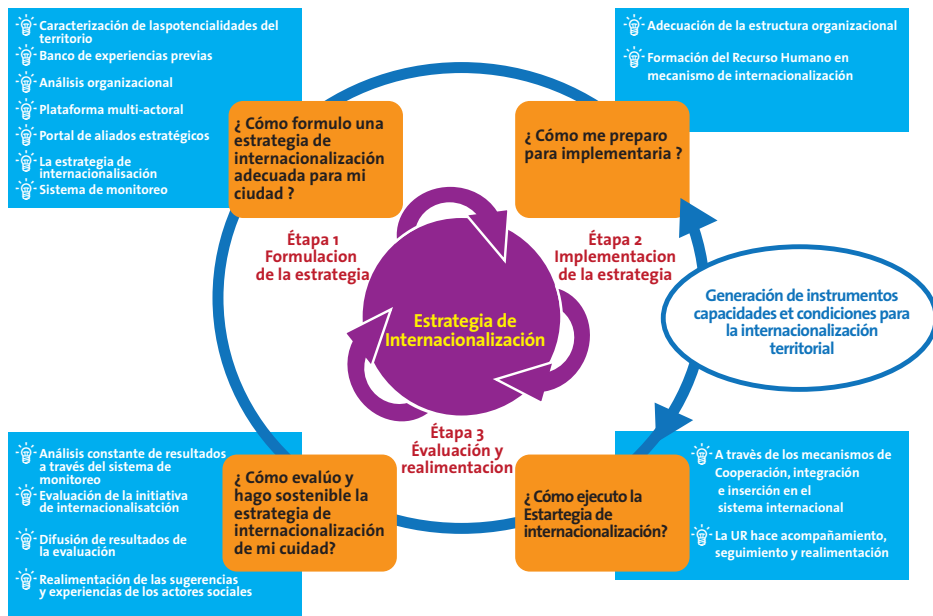 Caracterización de laspotencialidades del
territorio
Banco de experiencias previas
Análisis organizacional
Plataforma multi-actoral
Portal de aliados estratégicos
La estrategia de
internacionalisación
Sistema de monitoreo
¿ Cómo formulo una
estrategia de
internacionalización
adecuada para mi
ciudad ?
Adecuación de la estructura organizacional
Formación del Recurso Humano en
mecanismo de internacionalización
¿ Cómo me preparo
para implementaria ?
Étapa 1
Formulacion
de la estrategia
Étapa 2
Implementacion
de la estrategia
Estrategia de
Internacionalización
Generación de instrumentos
capacidades et condiciones para
la internacionalización
territorial
Étapa 3
Évaluación y
realimentacion
Análisis constante de resultados
a través del sistema de
monitoreo
Evaluación de la initiativa
de internacionalisatción
Difusión de resultados de
la evaluación
Realimentación de las sugerencias
y experiencias de los actores sociales
¿ Cómo evalúo y
hago sostenible la
estrategia de
internacionalización
de mi cuidad?
¿ Cómo ejecuto la
Estartegia de
internacionalización?
A travès de los mecanismos de
Cooperación, integración
e inserción en el
sistema internacional
La UR hace acompañamiento,
seguimiento y realimentación